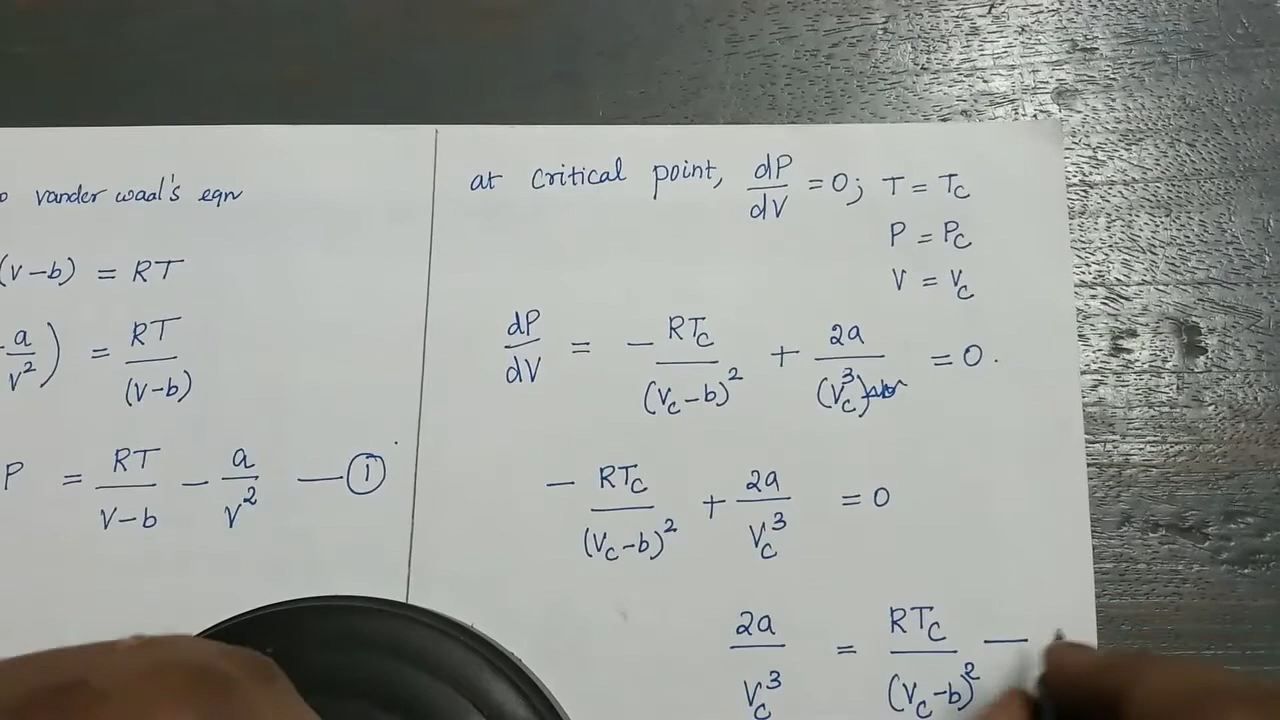 vander waal's eqn
(V-b) = RT
a/V²) = RT/(V-b)
P = RT/V-b - a/V² — ①
at critical point, dP/dV = 0; T = Tc
P = Pc
V = Vc
dP/dV = - RTc/(Vc-b)² + 2a/(Vc³) = 0.
- RTc/(Vc-b)² + 2a/Vc³ = 0
2a/Vc³ = RTc/(Vc-b)² —